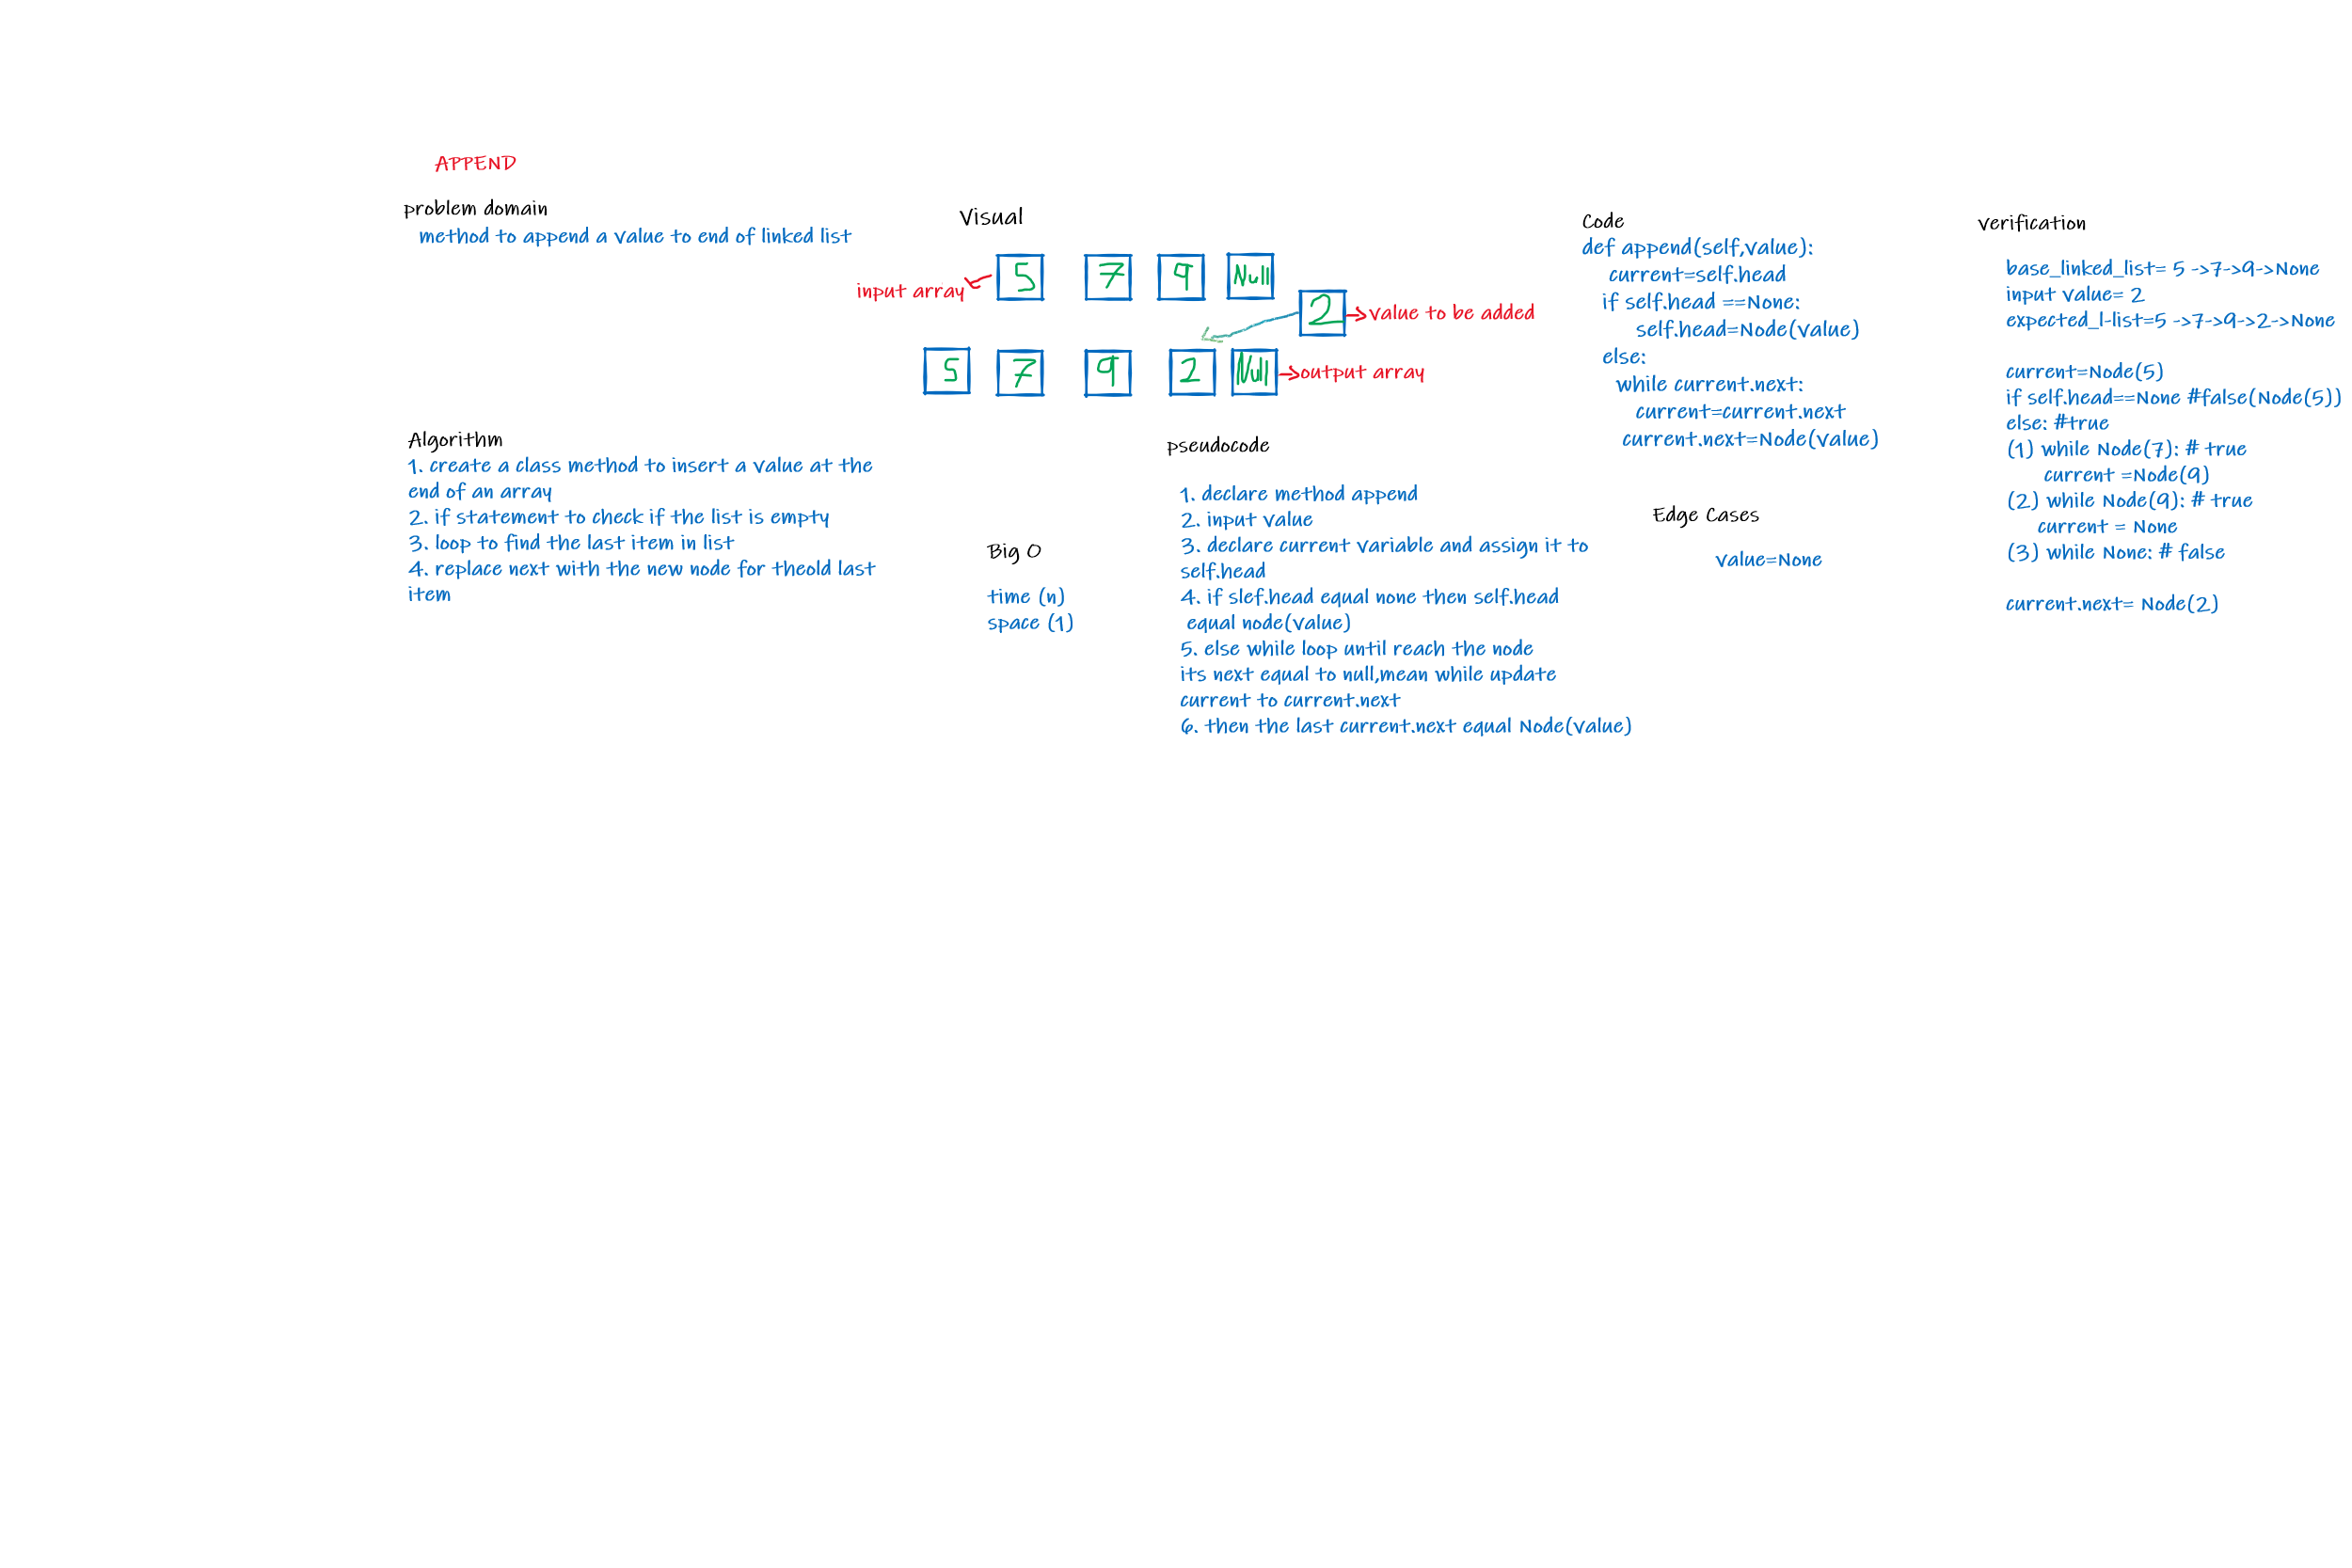 APPEND
problem domain
method to append a value to end of linked list
Visual
5 7 9 Null
input array
2
value to be added
5 7 9 2 Null
output array
Algorithm
1. create a class method to insert a value at the
end of an array
2. if statement to check if the list is empty
3. loop to find the last item in list
4. replace next with the new node for theold last
item
Big O
time (n)
space (1)
pseudocode
1. declare method append
2. input value
3. declare current variable and assign it to
self.head
4. if slef.head equal none then self.head
equal node(value)
5. else while loop until reach the node
its next equal to null,mean while update
current to current.next
6. then the last current.next equal Node(value)
Code
def append(self,value):
current=self.head
if self.head ==None:
self.head=Node(value)
else:
while current.next:
current=current.next
current.next=Node(value)
Edge Cases
value=None
verification
base_linked_list= 5 ->7->9->None
input value= 2
expected_l-list=5 ->7->9->2->None
current=Node(5)
if self.head==None #false(Node(5))
else: #true
(1) while Node(7): # true
current =Node(9)
(2) while Node(9): # true
current = None
(3) while None: # false
current.next= Node(2)